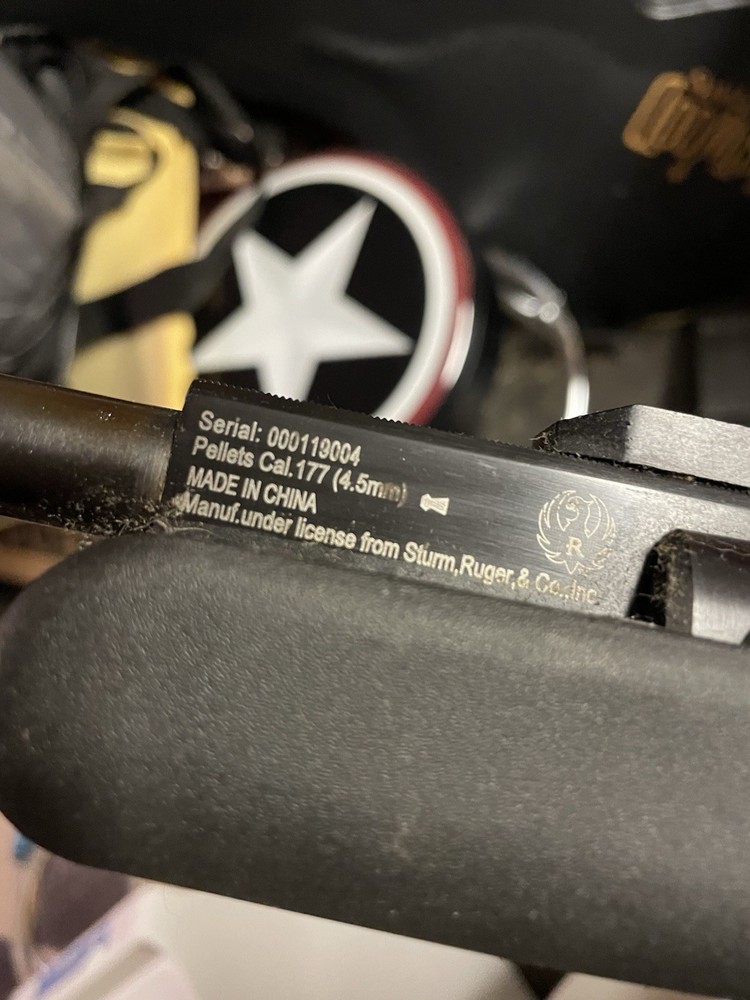 Serial: 000119004
Pellets Cal.177 (4.5mm)
MADE IN CHINA
Manuf.under license from Sturm,Ruger,& Co.,Inc
S
R